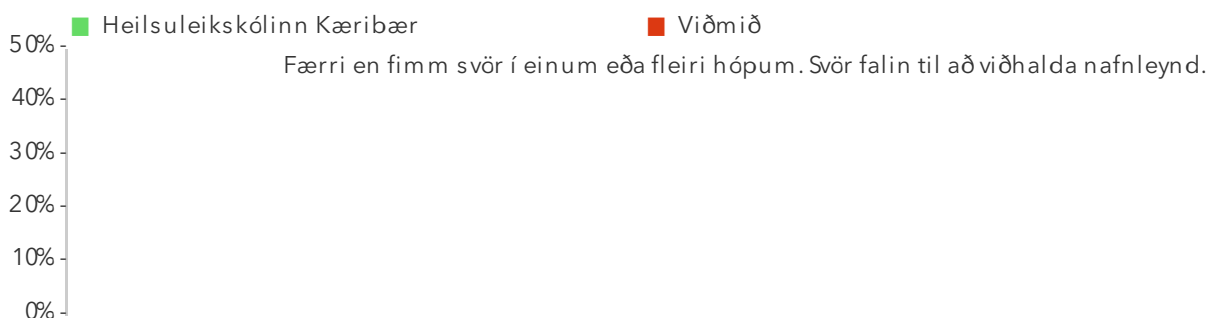 Heilsuleikskólinn Kæribær
Viðmið
50%
Færri en fimm svör í einum eða fleiri hópum. Svör falin til að viðhalda nafnleynd.
40%
30%
20%
10%
0%